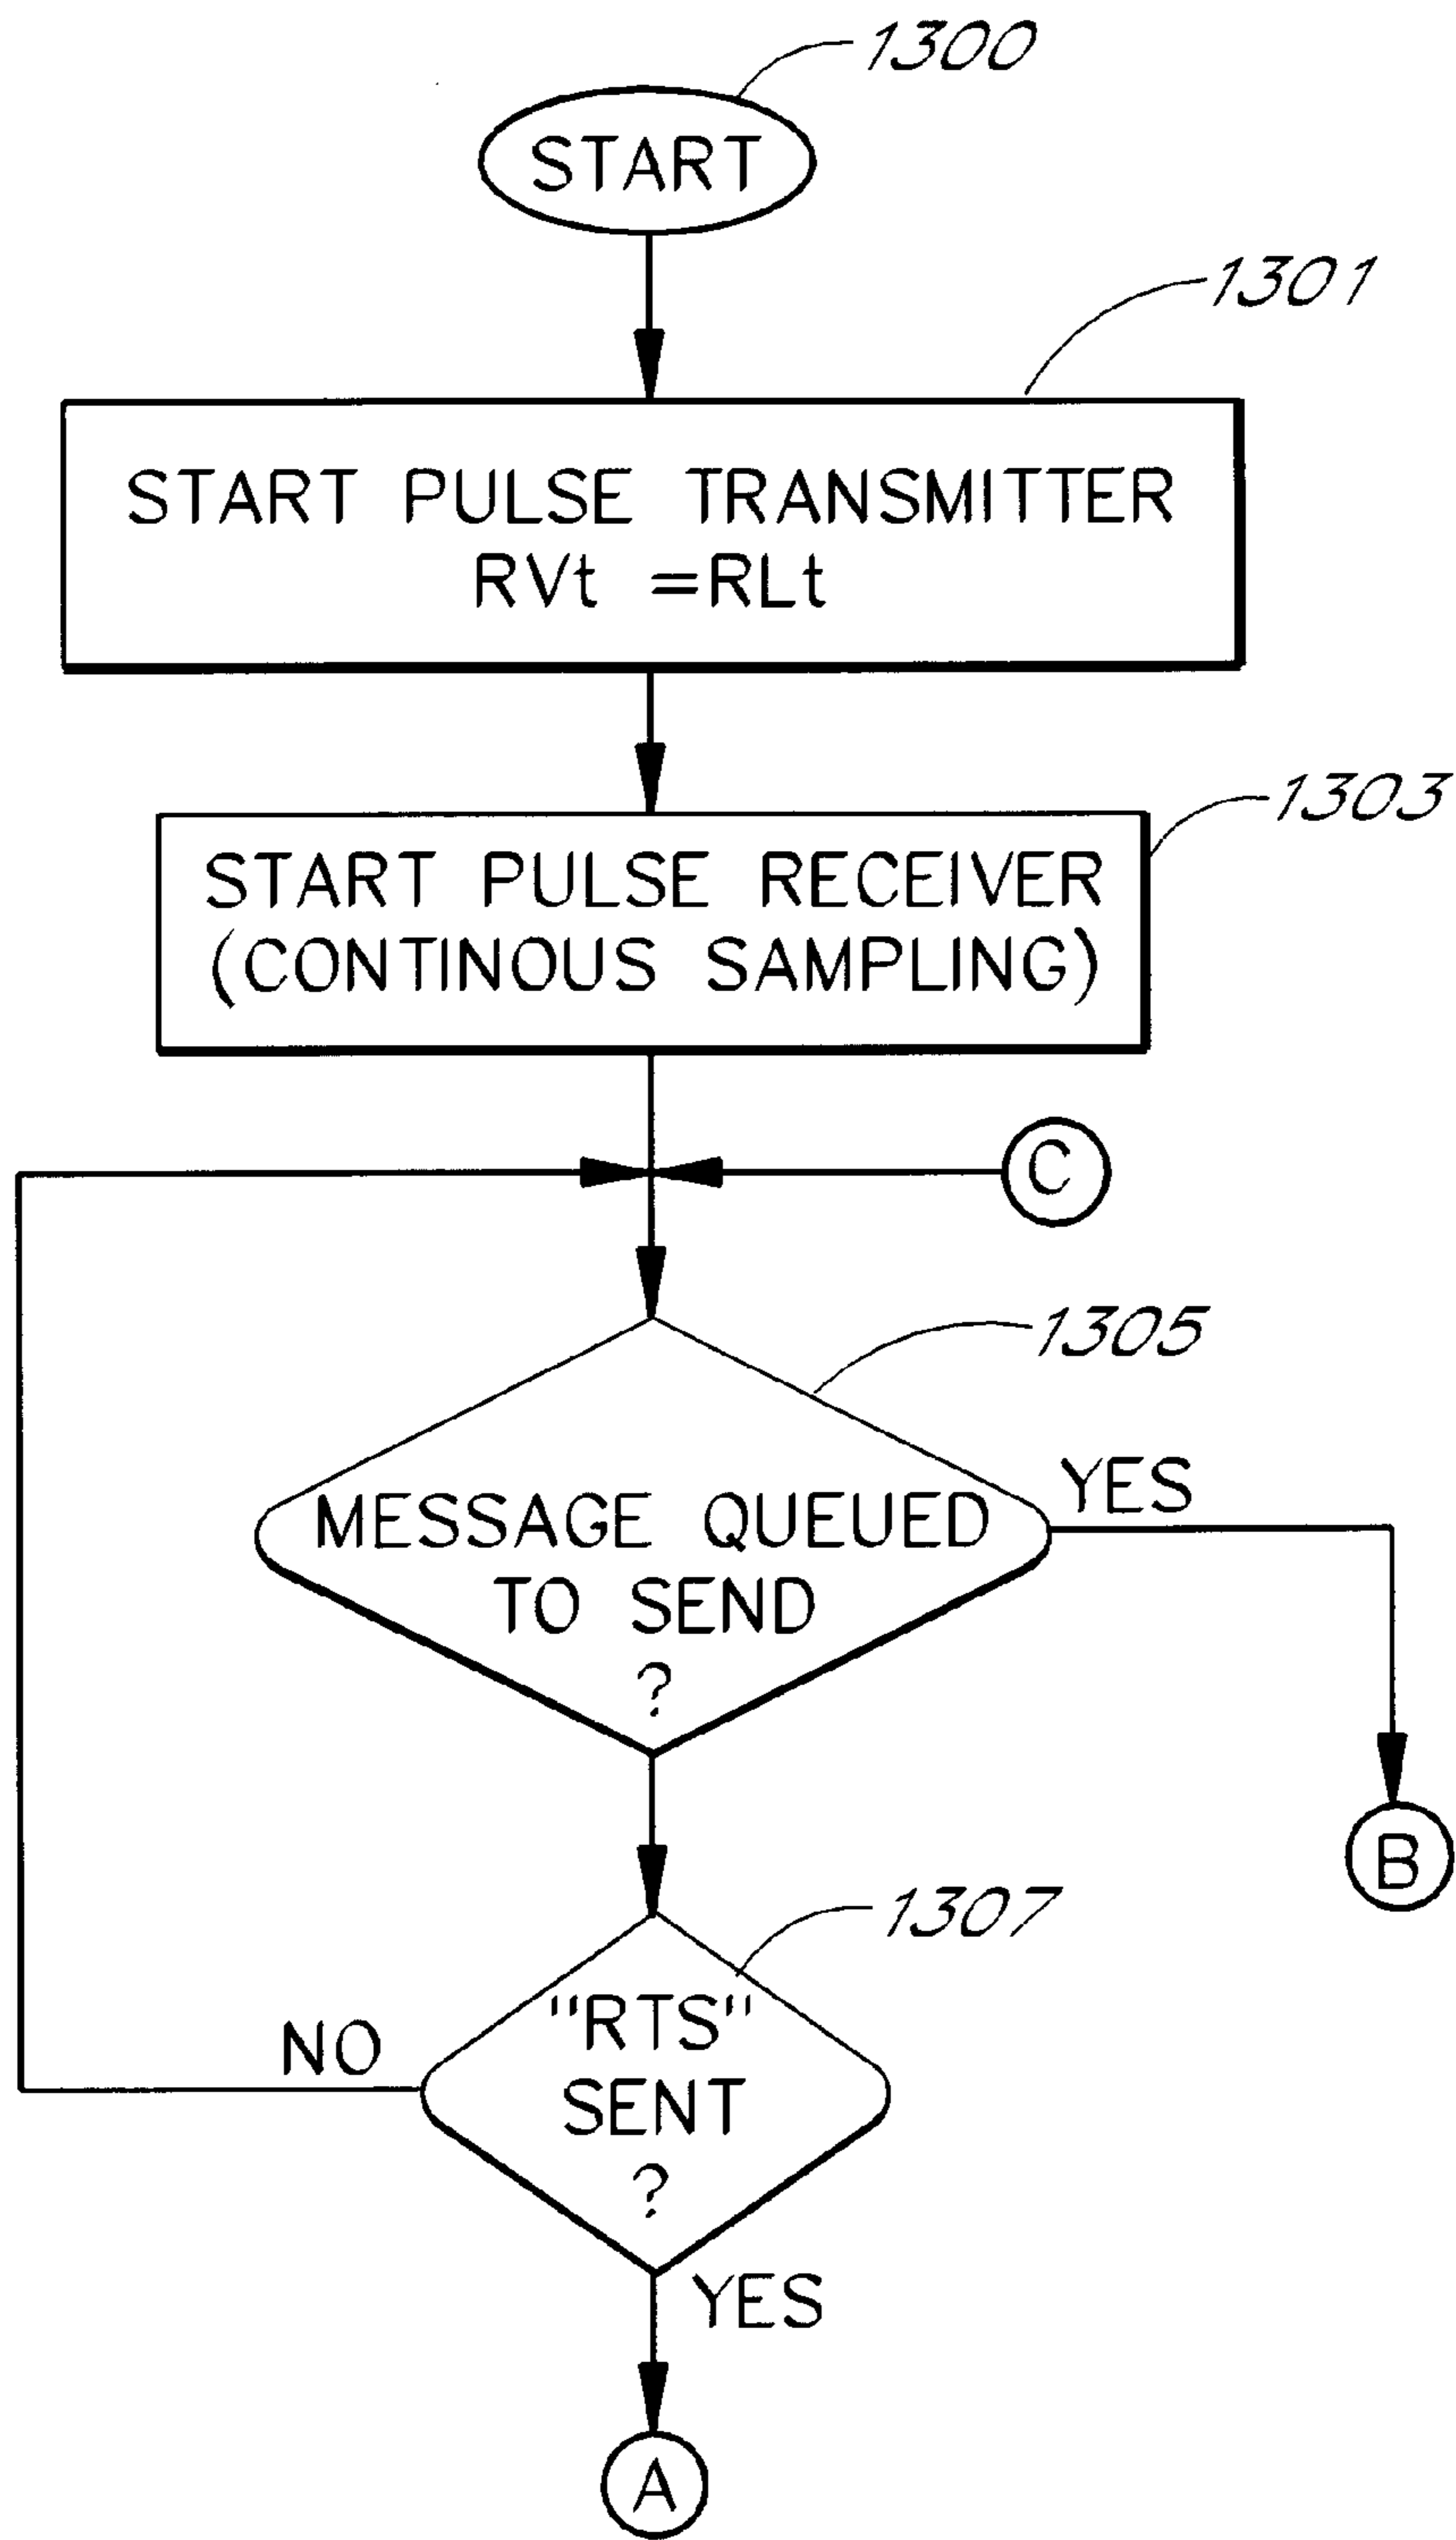 1300
START
1301
START PULSE TRANSMITTER
RVt =RLt
1303
START PULSE RECEIVER
(CONTINOUS SAMPLING)
C
1305
YES
MESSAGE QUEUED
TO SEND
?
B
1307
"RTS"
NO
SENT
?
YES
A